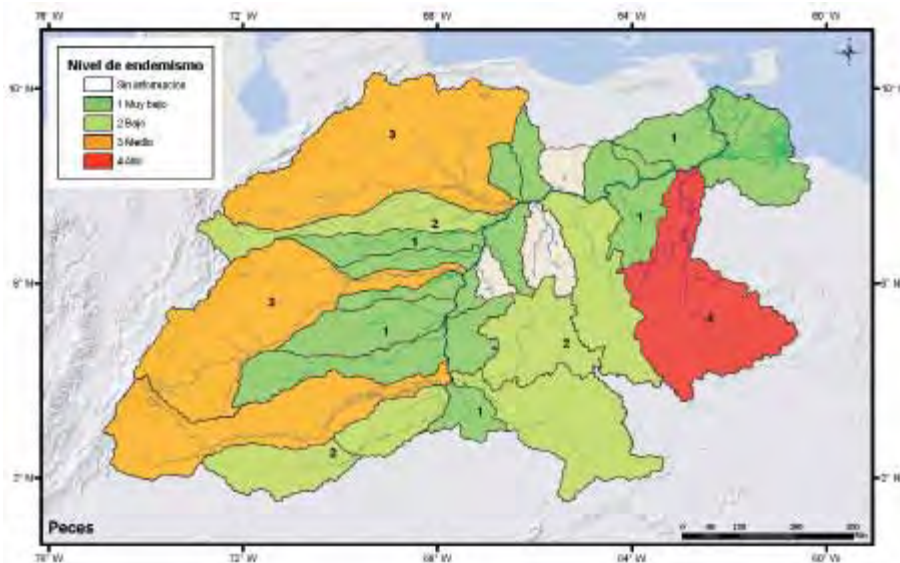 76° W 72° W 68° W 64° W 60° W
Nivel de endemismo
Sin información
1 Muy bajo
2 Bajo
3 Medio
4 Alto
10° N 10° N
3
1
2
1
1
6° N 6° N
3
4
1
2
1
2
2° N 2° N
Peces
76° W 72° W 68° W 64° W 60° W